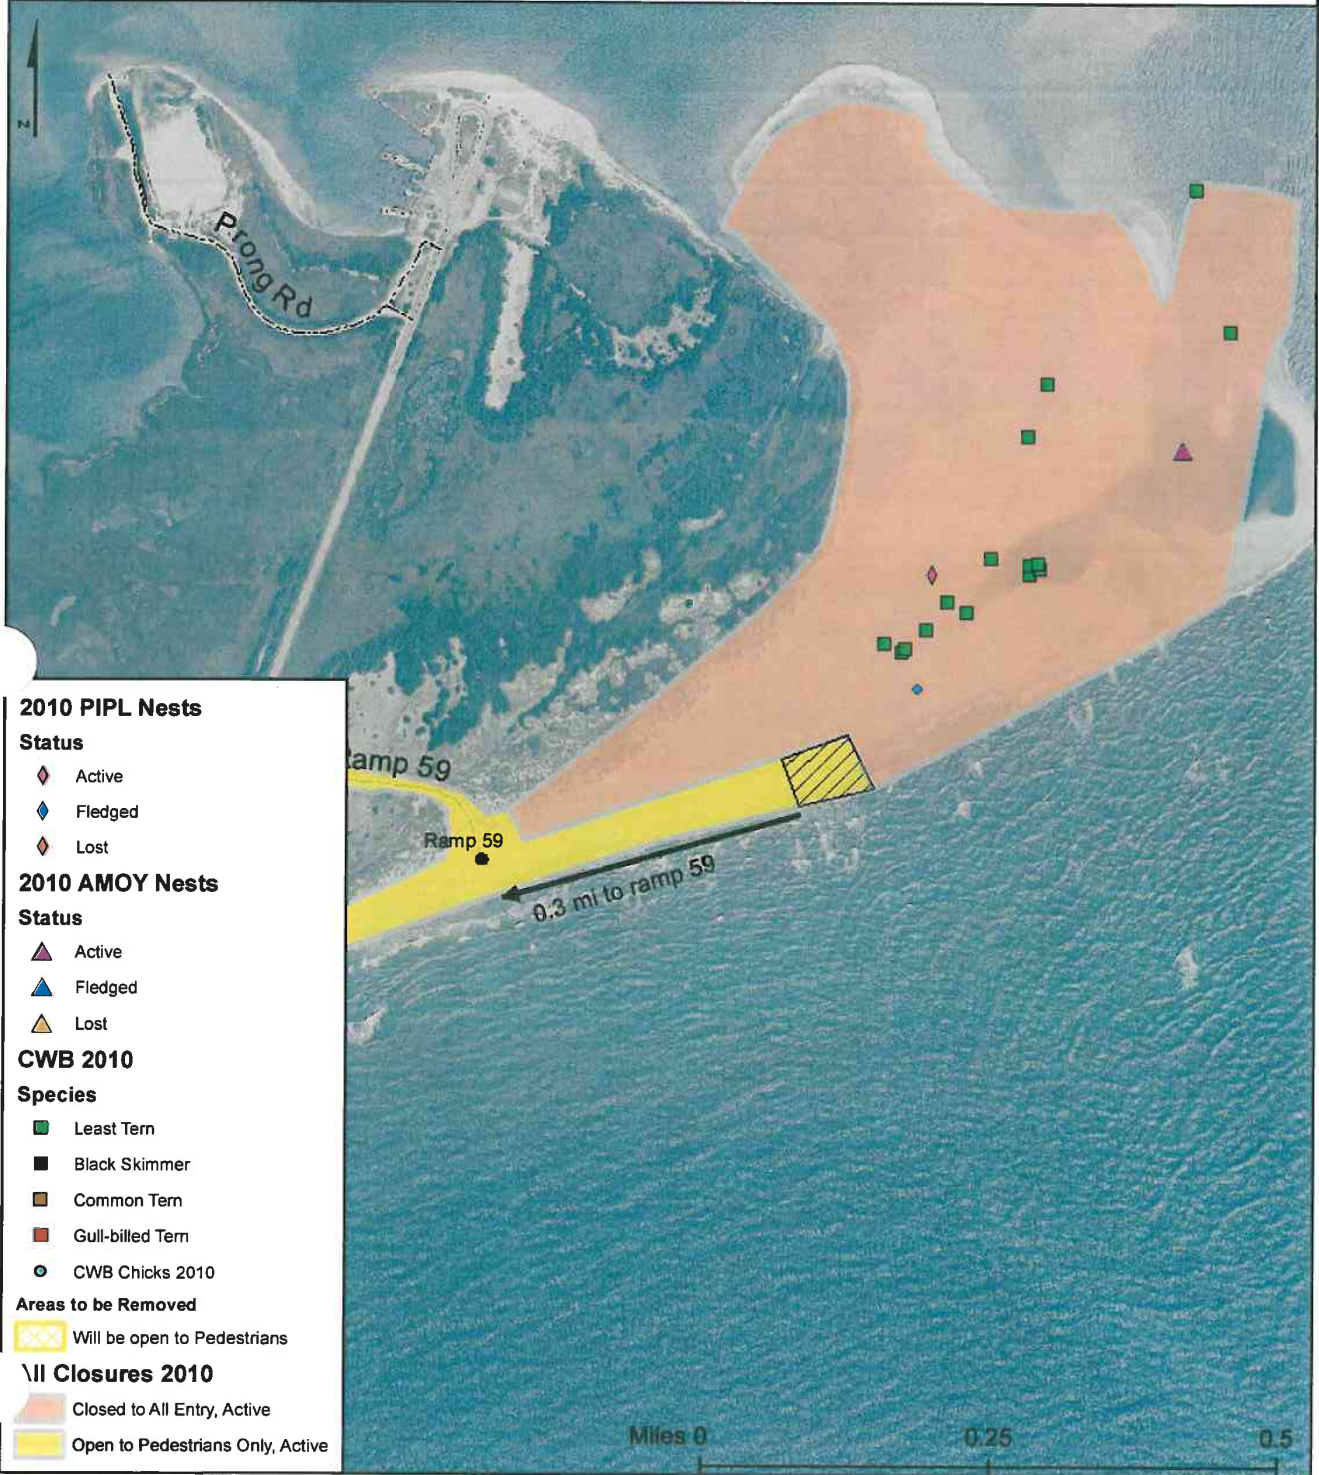 N
Prong Rd
Ramp 59
Ramp 59
0.3 mi to ramp 59
2010 PIPL Nests
Status
Active
Fledged
Lost
2010 AMOY Nests
Status
Active
Fledged
Lost
CWB 2010
Species
Least Tern
Black Skimmer
Common Tern
Gull-billed Tern
CWB Chicks 2010
Areas to be Removed
Will be open to Pedestrians
\ll Closures 2010
Closed to All Entry, Active
Open to Pedestrians Only, Active
Miles 0 0.25 0.5